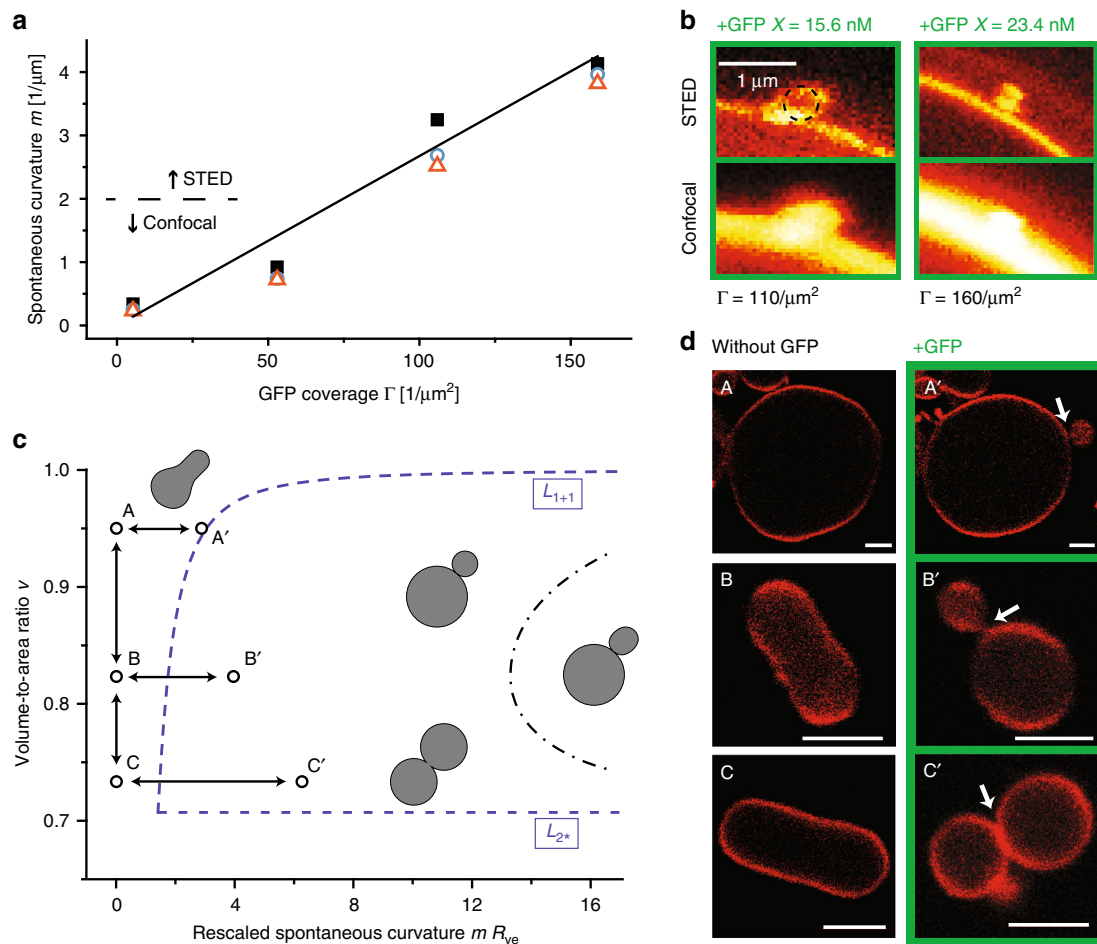 a
Spontaneous curvature m [1/μm]
4
3
2
1
0
↑ STED
↓ Confocal
0
50
100
150
GFP coverage Γ [1/μm²]
b
+GFP X = 15.6 nM
+GFP X = 23.4 nM
STED
1 μm
Confocal
Γ = 110/μm²
Γ = 160/μm²
c
Volume-to-area ratio v
1.0
0.9
0.8
0.7
A
A′
B
B′
C
C′
L1+1
L2*
0
4
8
12
16
Rescaled spontaneous curvature m Rve
d
Without GFP
+GFP
A
A′
B
B′
C
C′